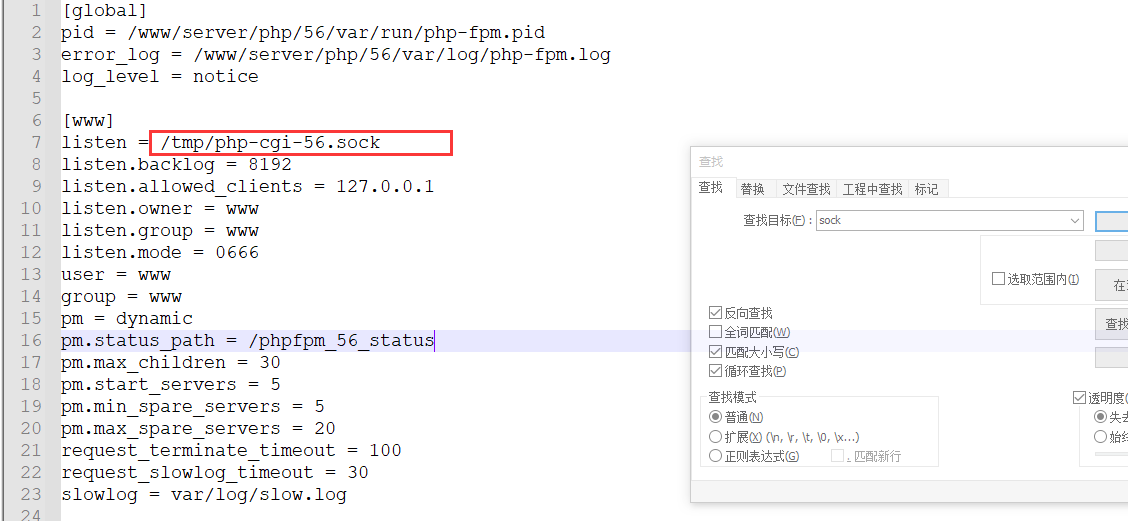 1 [global]
2 pid = /www/server/php/56/var/run/php-fpm.pid
3 error_log = /www/server/php/56/var/log/php-fpm.log
4 log_level = notice
5
6 [www]
7 listen = /tmp/php-cgi-56.sock
8 listen.backlog = 8192
9 listen.allowed_clients = 127.0.0.1
10 listen.owner = www
11 listen.group = www
12 listen.mode = 0666
13 user = www
14 group = www
15 pm = dynamic
16 pm.status_path = /phpfpm_56_status
17 pm.max_children = 30
18 pm.start_servers = 5
19 pm.min_spare_servers = 5
20 pm.max_spare_servers = 20
21 request_terminate_timeout = 100
22 request_slowlog_timeout = 30
23 slowlog = var/log/slow.log
24
查找
查找 替换 文件查找 工程中查找 标记
查找目标(F) : sock
选取范围内(I)
在
查找
反向查找
全词匹配(W)
匹配大小写(C)
循环查找(P)
查找模式
普通(N)
扩展(X) (\n, \r, \t, \0, \x...)
正则表达式(G) . 匹配新行
透明度(
失去
始终